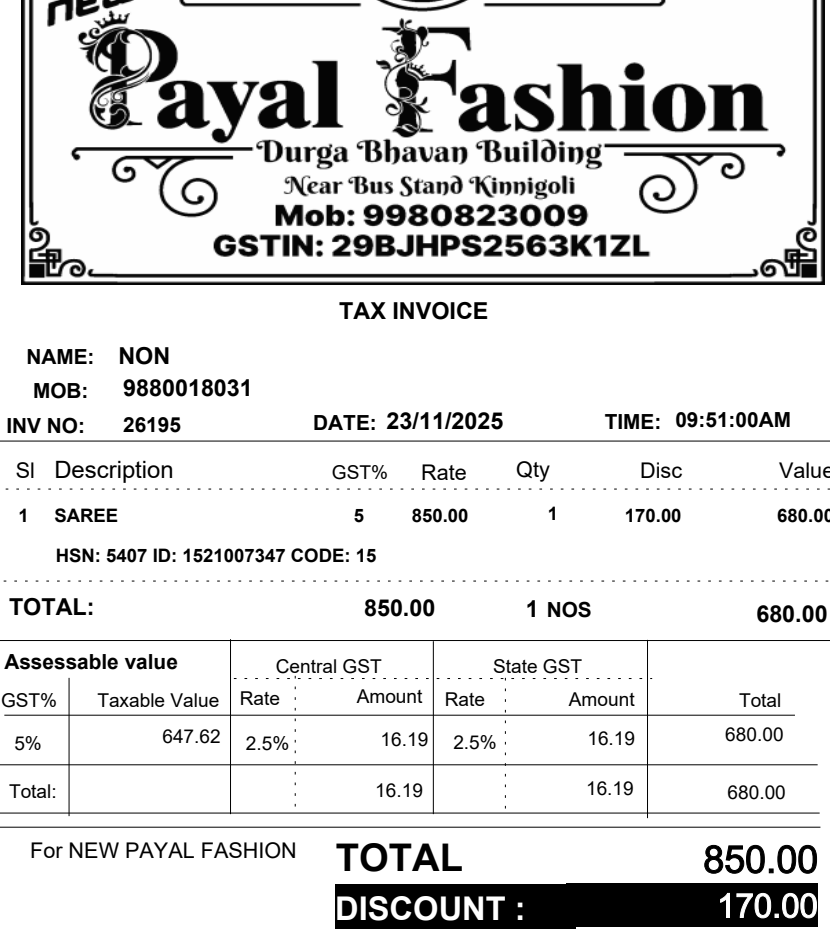 new
Payal Fashion
Durga Bhavan Building
Near Bus Stand Kinnigoli
Mob: 9980823009
GSTIN: 29BJHPS2563K1ZL
TAX INVOICE
NAME: NON
MOB: 9880018031
INV NO: 26195 DATE: 23/11/2025 TIME: 09:51:00AM
Sl Description GST% Rate Qty Disc Value
1 SAREE 5 850.00 1 170.00 680.00
HSN: 5407 ID: 1521007347 CODE: 15
TOTAL: 850.00 1 NOS 680.00
Assessable value Central GST State GST
GST% Taxable Value Rate Amount Rate Amount Total
5% 647.62 2.5% 16.19 2.5% 16.19 680.00
Total: 16.19 16.19 680.00
For NEW PAYAL FASHION TOTAL 850.00
DISCOUNT : 170.00